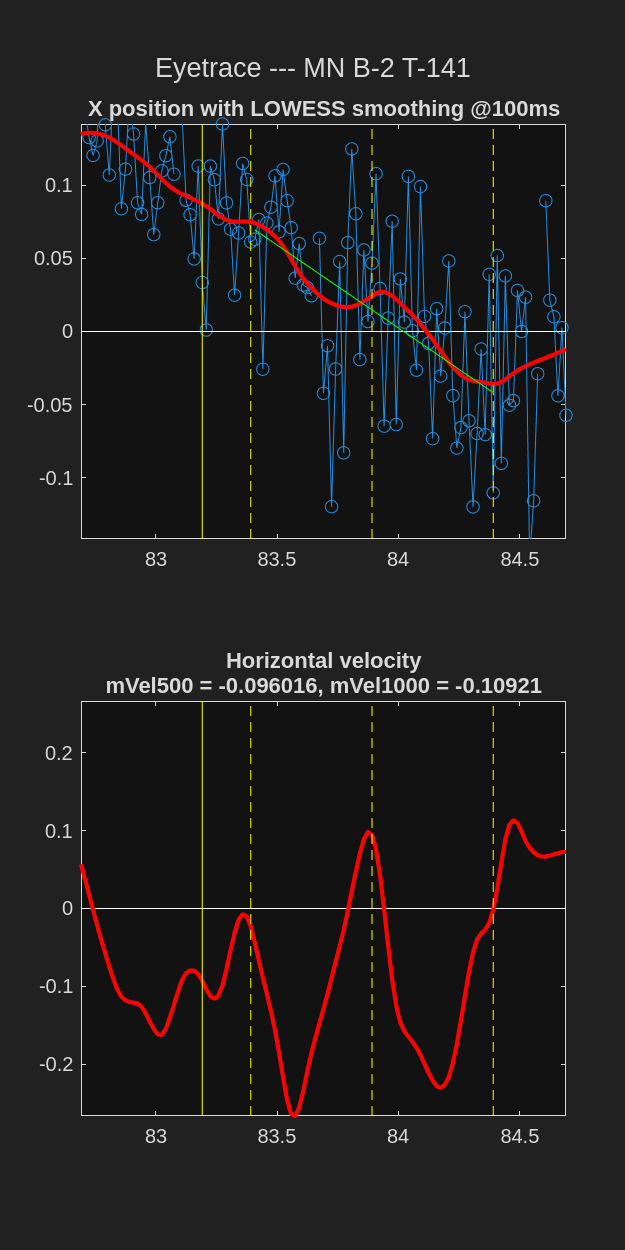 Eyetrace --- MN B-2 T-141
X position with LOWESS smoothing @100ms
0.1
0.05
0
-0.05
-0.1
83 83.5 84 84.5
Horizontal velocity
mVel500 = -0.096016, mVel1000 = -0.10921
0.2
0.1
0
-0.1
-0.2
83 83.5 84 84.5